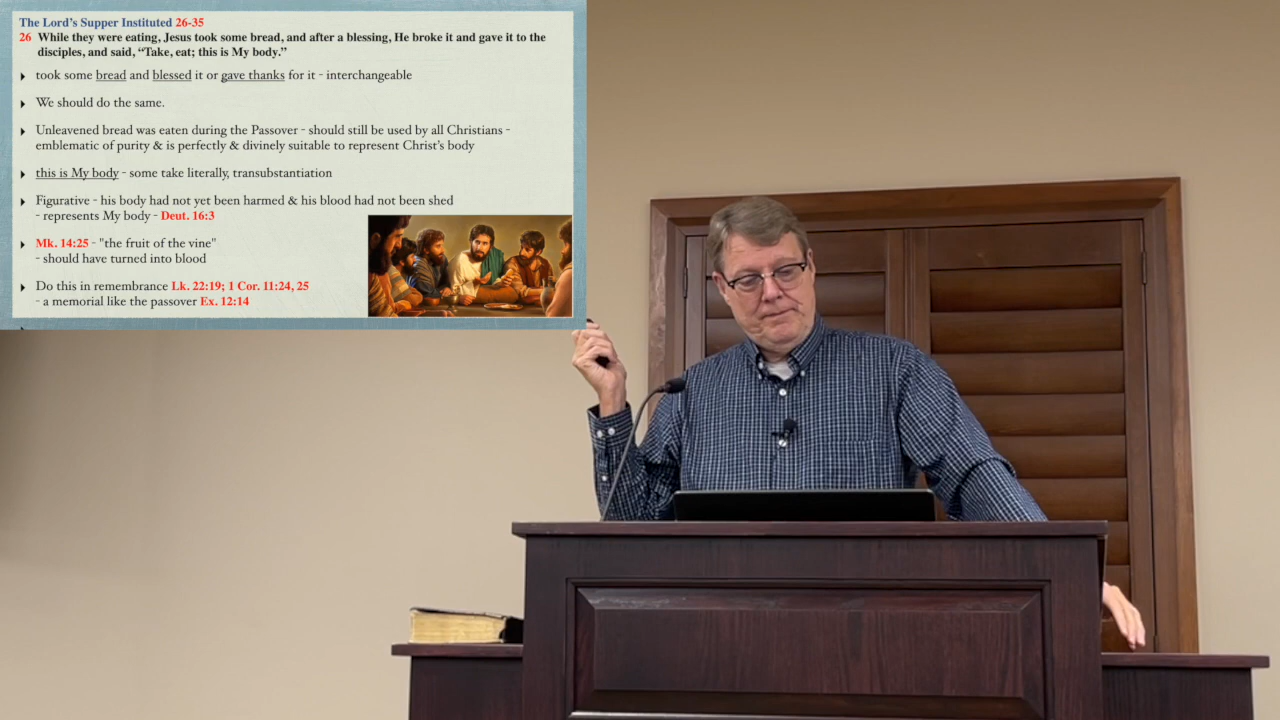 The Lord's Supper Instituted 26-35
26 While they were eating, Jesus took some bread, and after a blessing, He broke it and gave it to the
disciples, and said, “Take, eat; this is My body.”
took some bread and blessed it or gave thanks for it - interchangeable
We should do the same.
Unleavened bread was eaten during the Passover - should still be used by all Christians -
emblematic of purity & is perfectly & divinely suitable to represent Christ's body
this is My body - some take literally, transubstantiation
Figurative - his body had not yet been harmed & his blood had not been shed
- represents My body - Deut. 16:3
Mk. 14:25 - "the fruit of the vine"
- should have turned into blood
Do this in remembrance Lk. 22:19; 1 Cor. 11:24, 25
- a memorial like the passover Ex. 12:14